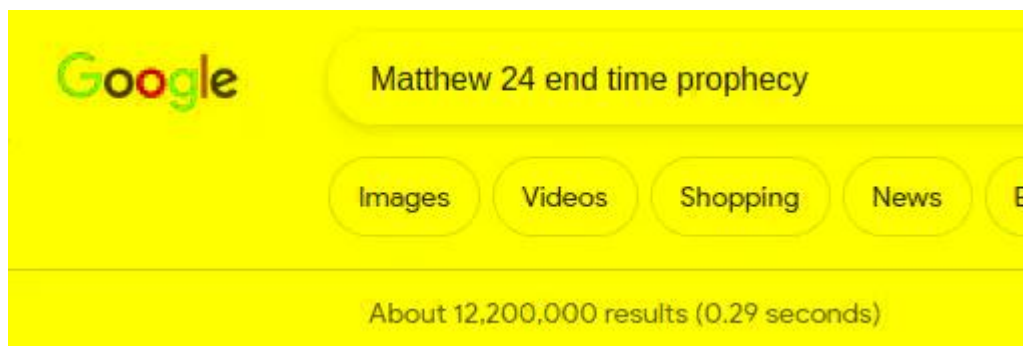 Google
Matthew 24 end time prophecy
Images Videos Shopping News
About 12,200,000 results (0.29 seconds)